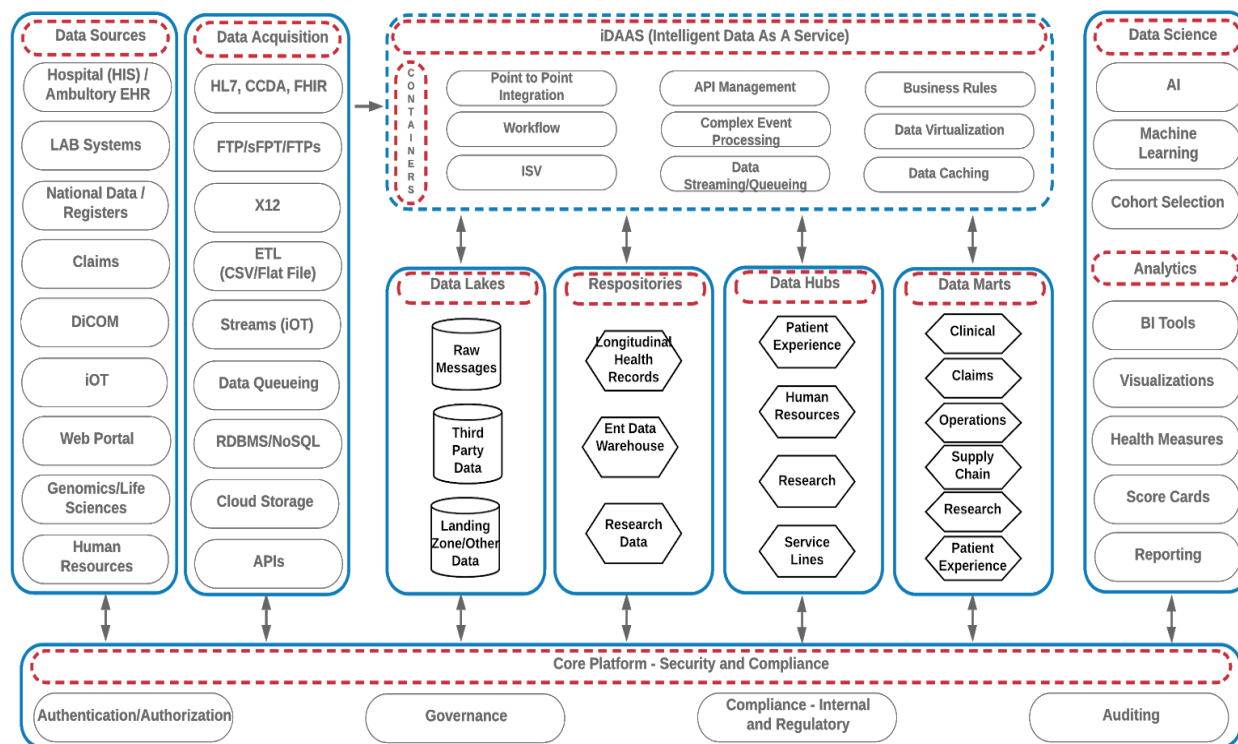 Data Sources
Hospital (HIS) /
Ambultory EHR
LAB Systems
National Data /
Registers
Claims
DiCOM
iOT
Web Portal
Genomics/Life
Sciences
Human
Resources
Data Acquisition
HL7, CCDA, FHIR
FTP/sFPT/FTPs
X12
ETL
(CSV/Flat File)
Streams (iOT)
Data Queueing
RDBMS/NoSQL
Cloud Storage
APIs
iDAAS (Intelligent Data As A Service)
CONTAINERS
Point to Point
Integration
Workflow
ISV
API Management
Complex Event
Processing
Data
Streaming/Queueing
Business Rules
Data Virtualization
Data Caching
Data Lakes
Raw
Messages
Third
Party
Data
Landing
Zone/Other
Data
Respositories
Longitudinal
Health
Records
Ent Data
Warehouse
Research
Data
Data Hubs
Patient
Experience
Human
Resources
Research
Service
Lines
Data Marts
Clinical
Claims
Operations
Supply
Chain
Research
Patient
Experience
Data Science
AI
Machine
Learning
Cohort Selection
Analytics
BI Tools
Visualizations
Health Measures
Score Cards
Reporting
Core Platform - Security and Compliance
Authentication/Authorization
Governance
Compliance - Internal
and Regulatory
Auditing